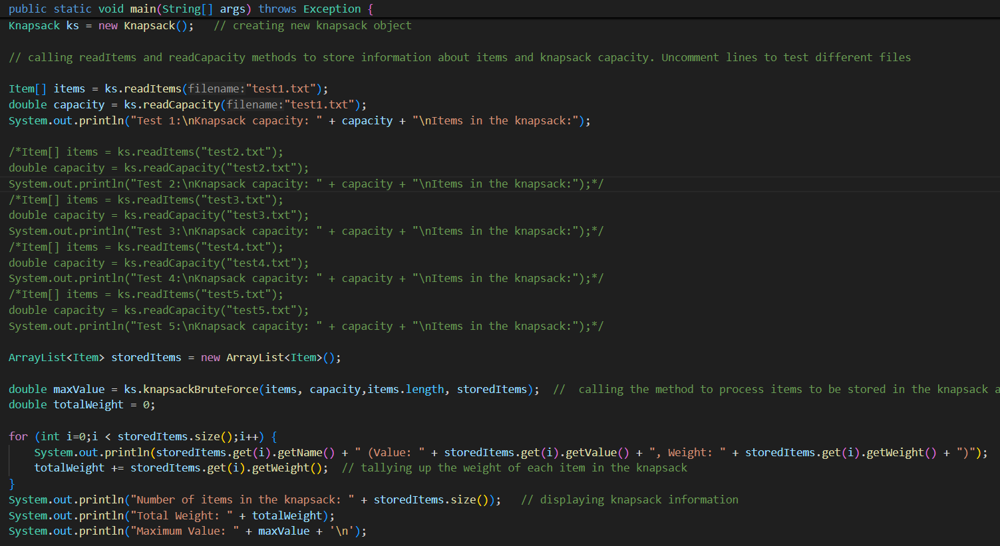 public static void main(String[] args) throws Exception {
Knapsack ks = new Knapsack();   // creating new knapsack object
// calling readItems and readCapacity methods to store information about items and knapsack capacity. Uncomment lines to test different files
Item[] items = ks.readItems(filename:"test1.txt");
double capacity = ks.readCapacity(filename:"test1.txt");
System.out.println("Test 1:\nKnapsack capacity: " + capacity + "\nItems in the knapsack:");
/*Item[] items = ks.readItems("test2.txt");
double capacity = ks.readCapacity("test2.txt");
System.out.println("Test 2:\nKnapsack capacity: " + capacity + "\nItems in the knapsack:");*/
/*Item[] items = ks.readItems("test3.txt");
double capacity = ks.readCapacity("test3.txt");
System.out.println("Test 3:\nKnapsack capacity: " + capacity + "\nItems in the knapsack:");*/
/*Item[] items = ks.readItems("test4.txt");
double capacity = ks.readCapacity("test4.txt");
System.out.println("Test 4:\nKnapsack capacity: " + capacity + "\nItems in the knapsack:");*/
/*Item[] items = ks.readItems("test5.txt");
double capacity = ks.readCapacity("test5.txt");
System.out.println("Test 5:\nKnapsack capacity: " + capacity + "\nItems in the knapsack:");*/
ArrayList<Item> storedItems = new ArrayList<Item>();
double maxValue = ks.knapsackBruteForce(items, capacity,items.length, storedItems);  //  calling the method to process items to be stored in the knapsack a
double totalWeight = 0;
for (int i=0;i < storedItems.size();i++) {
    System.out.println(storedItems.get(i).getName() + " (Value: " + storedItems.get(i).getValue() + ", Weight: " + storedItems.get(i).getWeight() + ")");
    totalWeight += storedItems.get(i).getWeight();  // tallying up the weight of each item in the knapsack
}
System.out.println("Number of items in the knapsack: " + storedItems.size());   // displaying knapsack information
System.out.println("Total Weight: " + totalWeight);
System.out.println("Maximum Value: " + maxValue + '\n');